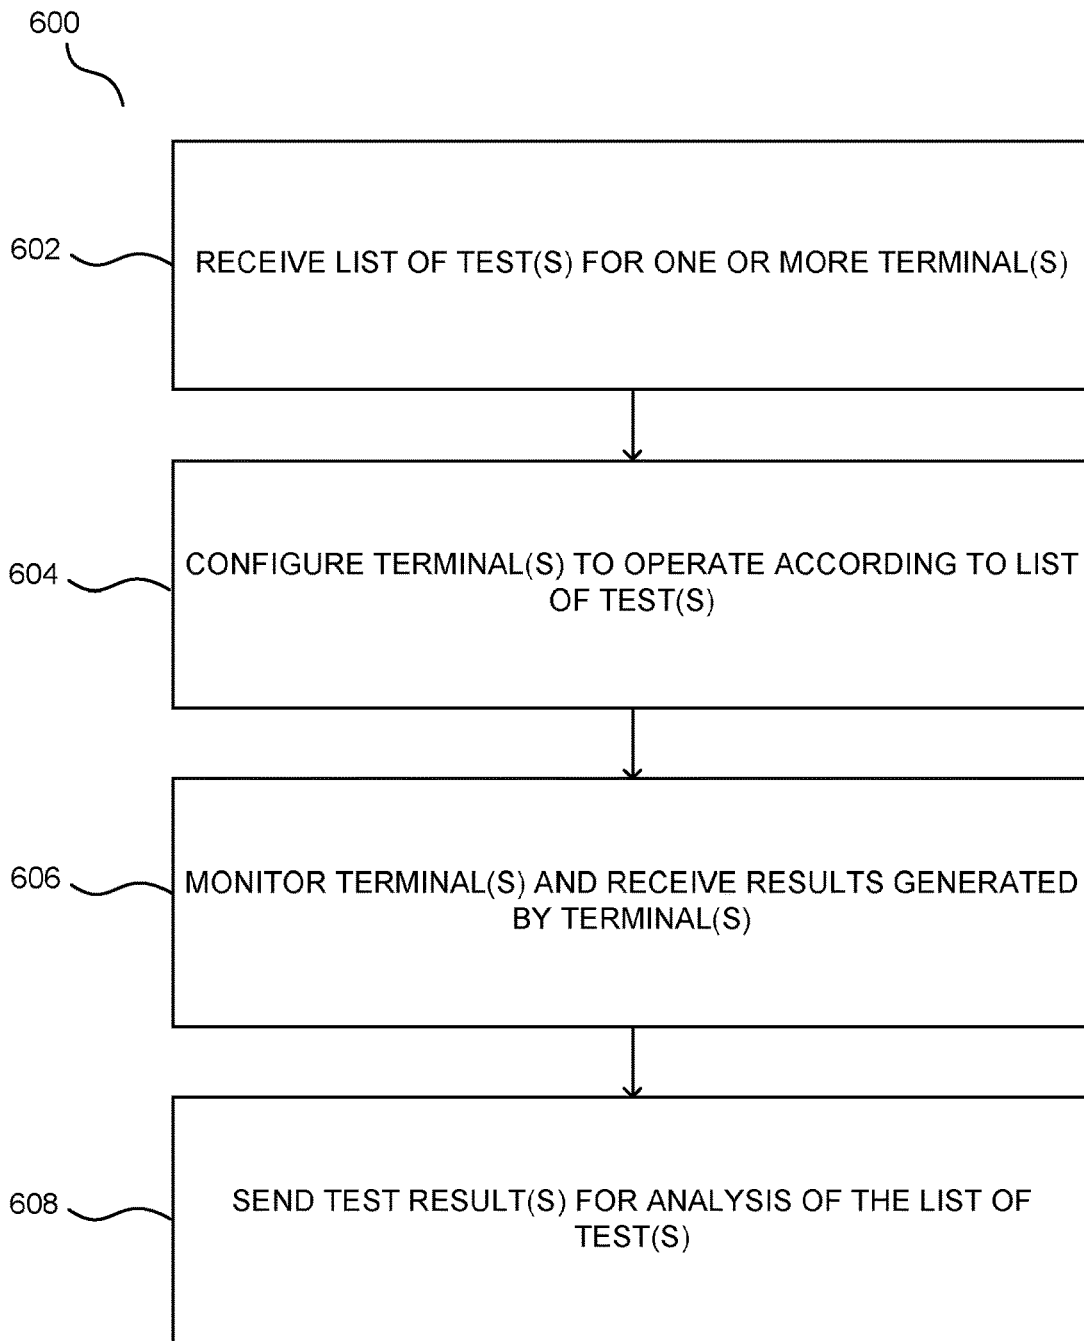 600
602
RECEIVE LIST OF TEST(S) FOR ONE OR MORE TERMINAL(S)
604
CONFIGURE TERMINAL(S) TO OPERATE ACCORDING TO LIST
OF TEST(S)
606
MONITOR TERMINAL(S) AND RECEIVE RESULTS GENERATED
BY TERMINAL(S)
608
SEND TEST RESULT(S) FOR ANALYSIS OF THE LIST OF
TEST(S)